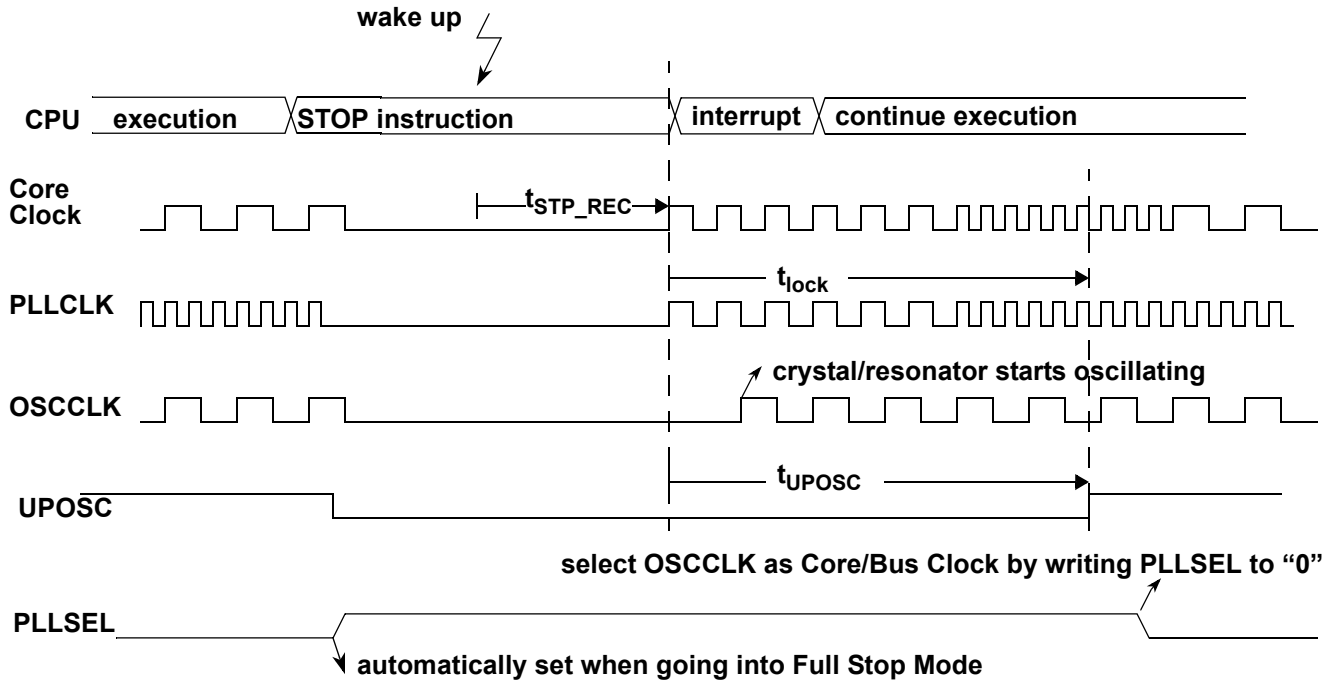 wake up
CPU execution STOP instruction interrupt continue execution
Core
Clock
tSTP_REC
tlock
PLLCLK
crystal/resonator starts oscillating
OSCCLK
tUPOSC
UPOSC
select OSCCLK as Core/Bus Clock by writing PLLSEL to “0”
PLLSEL
automatically set when going into Full Stop Mode